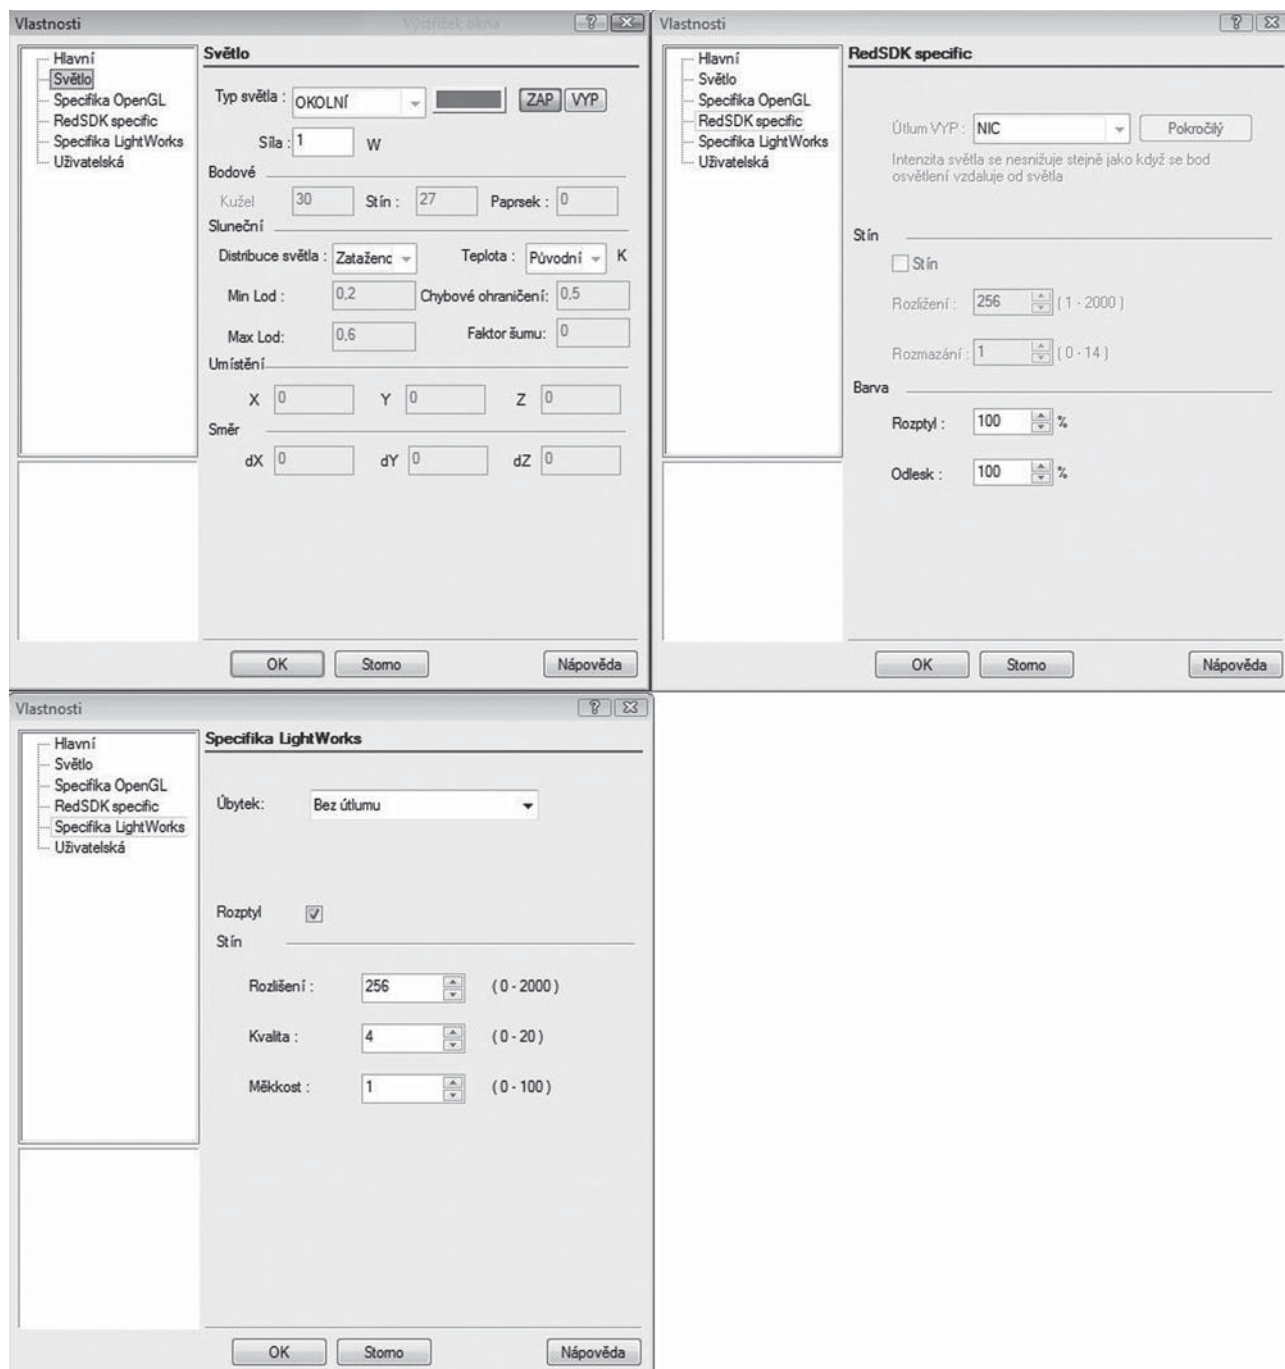 Vlastnosti
Výstřižek okna
Hlavní
Světlo
Specifika OpenGL
RedSDK specific
Specifika LightWorks
Uživatelská
Světlo
Typ světla : OKOLNÍ ZAP VYP
Síla : 1 W
Bodové
Kužel 30 Stín : 27 Paprsek : 0
Sluneční
Distribuce světla : Zataženc Teplota : Původní K
Min Lod : 0,2 Chybové ohraničení: 0,5
Max Lod: 0,6 Faktor šumu: 0
Umístění
X 0 Y 0 Z 0
Směr
dX 0 dY 0 dZ 0
OK Storno Nápověda
Vlastnosti
Hlavní
Světlo
Specifika OpenGL
RedSDK specific
Specifika LightWorks
Uživatelská
RedSDK specific
Útlum VYP : NIC Pokročilý
Intenzita světla se nesnižuje stejně jako když se bod
osvětlení vzdaluje od světla
Stín
Stín
Rozližení : 256 ( 1 - 2000 )
Rozmazání : 1 ( 0 - 14 )
Barva
Rozptyl : 100 %
Odlesk : 100 %
OK Storno Nápověda
Vlastnosti
Hlavní
Světlo
Specifika OpenGL
RedSDK specific
Specifika LightWorks
Uživatelská
Specifika LightWorks
Úbytek: Bez útlumu
Rozptyl
Stín
Rozlišení : 256 ( 0 - 2000 )
Kvalita : 4 ( 0 - 20 )
Měkkost : 1 ( 0 - 100 )
OK Storno Nápověda